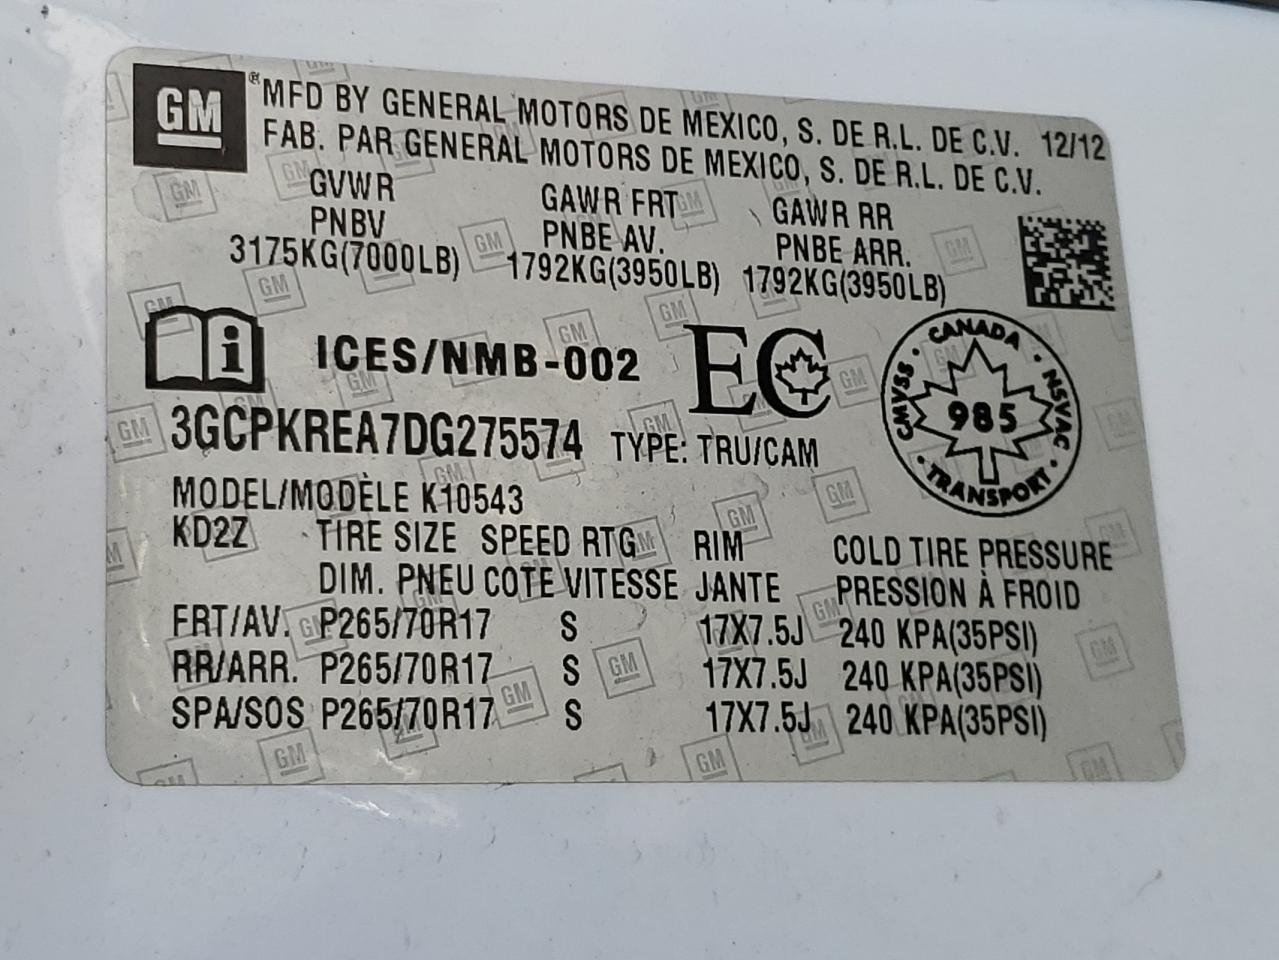 GM ® MFD BY GENERAL MOTORS DE MEXICO, S. DE R.L. DE C.V. 12/12
FAB. PAR GENERAL MOTORS DE MEXICO, S. DE R.L. DE C.V.
GVWR GAWR FRT GAWR RR
PNBV PNBE AV. PNBE ARR.
3175KG(7000LB) 1792KG(3950LB) 1792KG(3950LB)
i ICES/NMB-002 EC
CANADA
CMVSS 985 NSVAC
TRANSPORT
3GCPKREA7DG275574 TYPE: TRU/CAM
MODEL/MODÈLE K10543
KD2Z TIRE SIZE SPEED RTG RIM COLD TIRE PRESSURE
DIM. PNEU COTE VITESSE JANTE PRESSION À FROID
FRT/AV. P265/70R17 S 17X7.5J 240 KPA(35PSI)
RR/ARR. P265/70R17 S 17X7.5J 240 KPA(35PSI)
SPA/SOS P265/70R17 S 17X7.5J 240 KPA(35PSI)